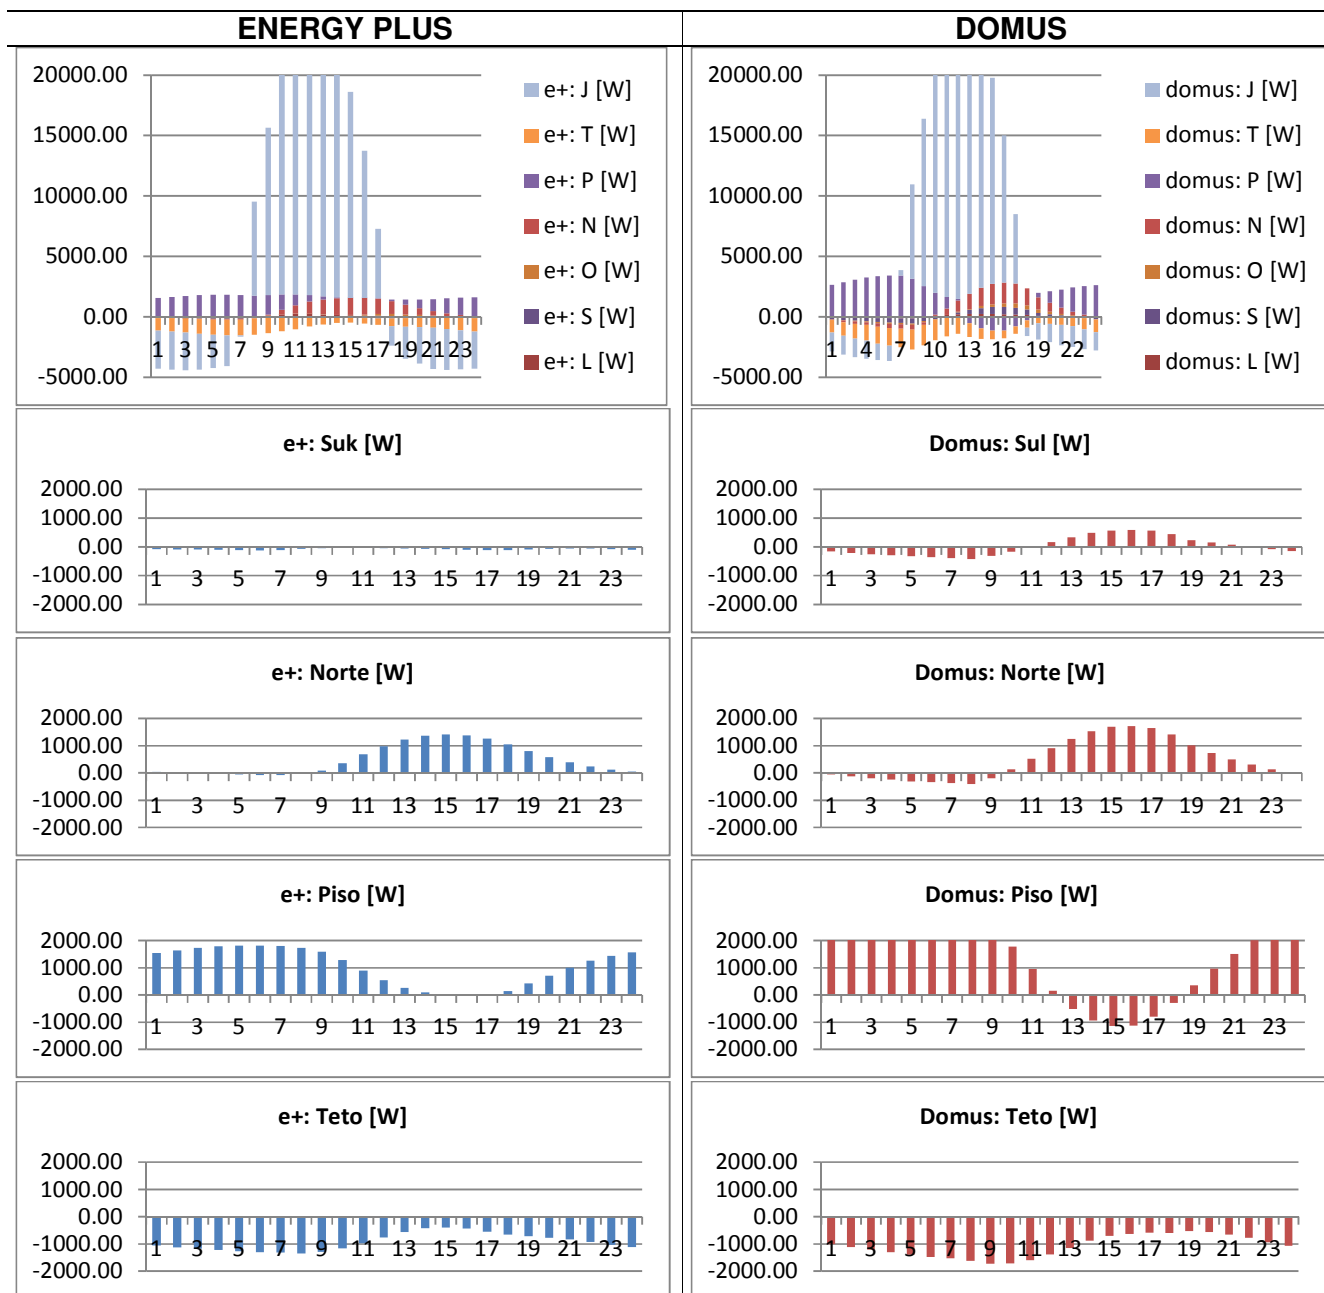 ENERGY PLUS
DOMUS
20000.00
15000.00
10000.00
5000.00
0.00
-5000.00
1 3 5 7 9 11 13 15 17 19 21 23
e+: J [W]
e+: T [W]
e+: P [W]
e+: N [W]
e+: O [W]
e+: S [W]
e+: L [W]
20000.00
15000.00
10000.00
5000.00
0.00
-5000.00
1 4 7 10 13 16 19 22
domus: J [W]
domus: T [W]
domus: P [W]
domus: N [W]
domus: O [W]
domus: S [W]
domus: L [W]
e+: Suk [W]
2000.00
1000.00
0.00
-1000.00
-2000.00
1 3 5 7 9 11 13 15 17 19 21 23
Domus: Sul [W]
2000.00
1000.00
0.00
-1000.00
-2000.00
1 3 5 7 9 11 13 15 17 19 21 23
e+: Norte [W]
2000.00
1000.00
0.00
-1000.00
-2000.00
1 3 5 7 9 11 13 15 17 19 21 23
Domus: Norte [W]
2000.00
1000.00
0.00
-1000.00
-2000.00
1 3 5 7 9 11 13 15 17 19 21 23
e+: Piso [W]
2000.00
1000.00
0.00
-1000.00
-2000.00
1 3 5 7 9 11 13 15 17 19 21 23
Domus: Piso [W]
2000.00
1000.00
0.00
-1000.00
-2000.00
1 3 5 7 9 11 13 15 17 19 21 23
e+: Teto [W]
2000.00
1000.00
0.00
-1000.00
-2000.00
1 3 5 7 9 11 13 15 17 19 21 23
Domus: Teto [W]
2000.00
1000.00
0.00
-1000.00
-2000.00
1 3 5 7 9 11 13 15 17 19 21 23